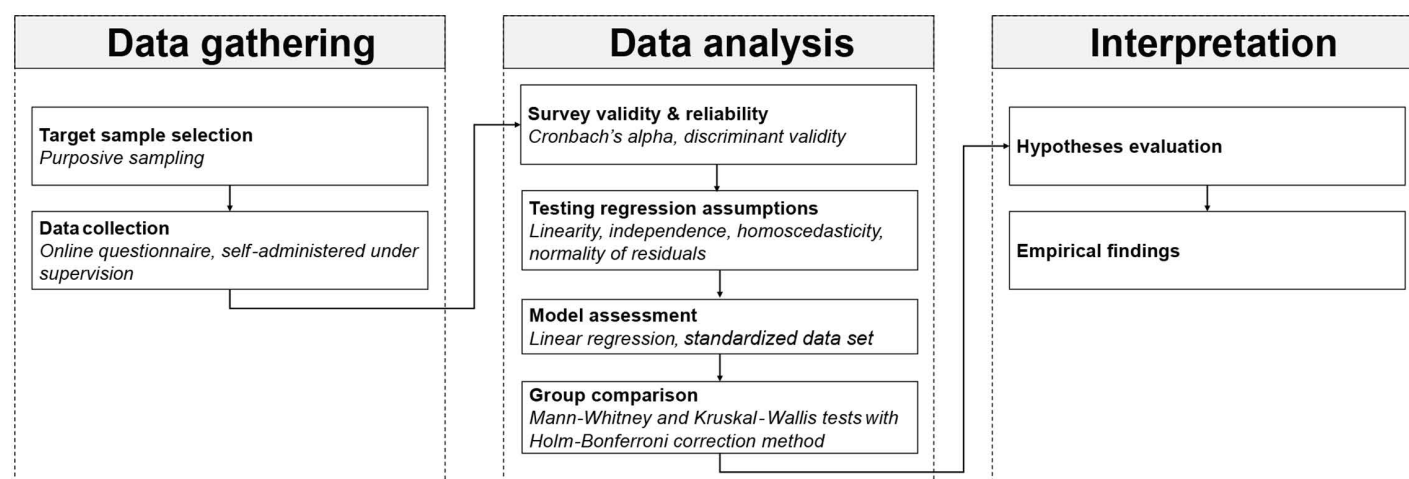 Data gathering
Target sample selection
Purposive sampling
Data collection
Online questionnaire, self-administered under
supervision
Data analysis
Survey validity & reliability
Cronbach's alpha, discriminant validity
Testing regression assumptions
Linearity, independence, homoscedasticity,
normality of residuals
Model assessment
Linear regression, standardized data set
Group comparison
Mann-Whitney and Kruskal-Wallis tests with
Holm-Bonferroni correction method
Interpretation
Hypotheses evaluation
Empirical findings